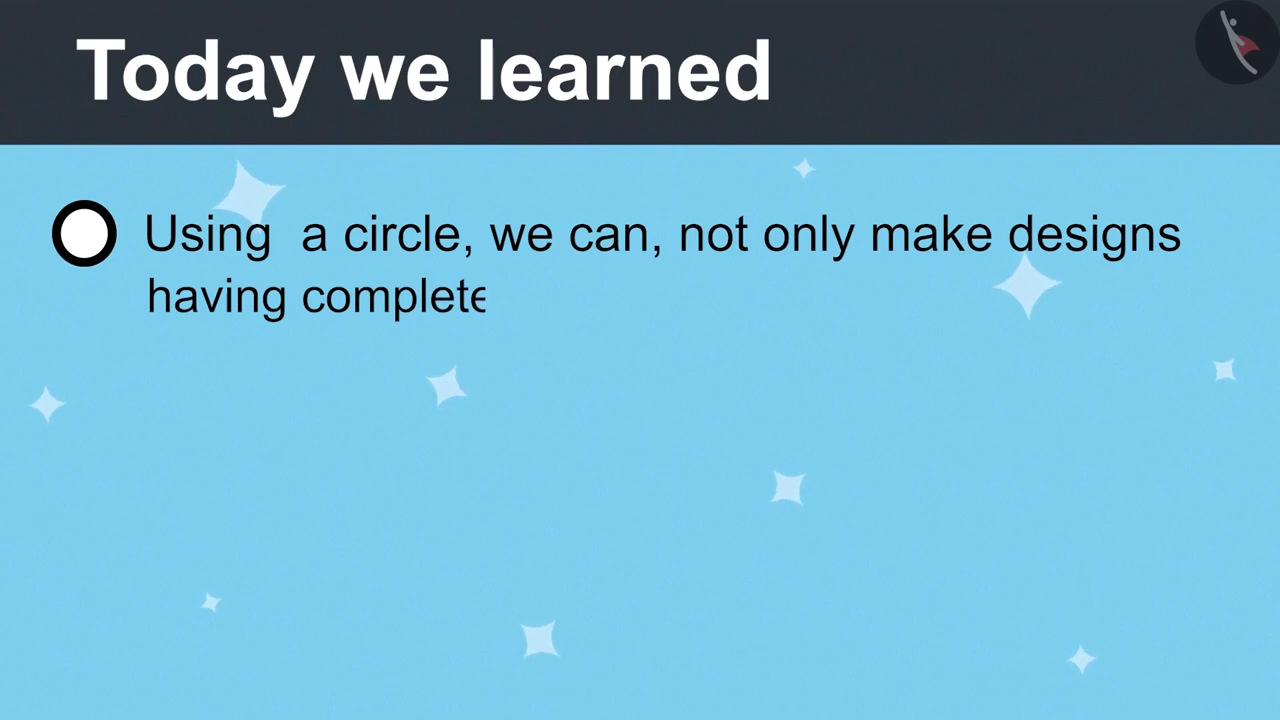 Today we learned
Using a circle, we can, not only make designs
having complete